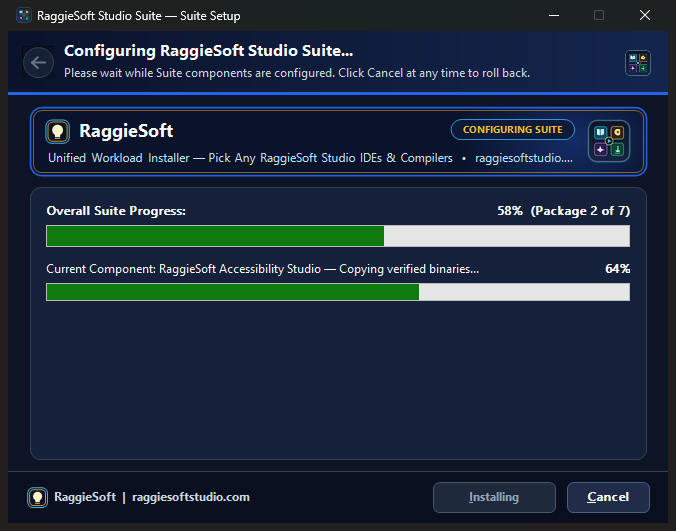 RaggieSoft Studio Suite — Suite Setup
Configuring RaggieSoft Studio Suite...
Please wait while Suite components are configured. Click Cancel at any time to roll back.
RaggieSoft
CONFIGURING SUITE
Unified Workload Installer — Pick Any RaggieSoft Studio IDEs & Compilers • raggiesoftstudio....
Overall Suite Progress: 58% (Package 2 of 7)
Current Component: RaggieSoft Accessibility Studio — Copying verified binaries... 64%
RaggieSoft | raggiesoftstudio.com
Installing
Cancel